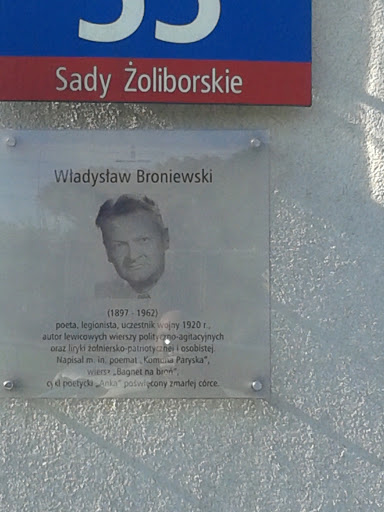 Sady Żoliborskie
Władysław Broniewski
(1897 - 1962)
poeta, legionista, uczestnik wojny 1920 r.,
autor lewicowych wierszy polityczno-agitacyjnych
oraz liryki żołniersko-patriotycznej i osobistej.
Napisał m. in. poemat „Komuna Paryska",
wiersz „Bagnet na broń",
cykl poetycki „Anka" poświęcony zmarłej córce.